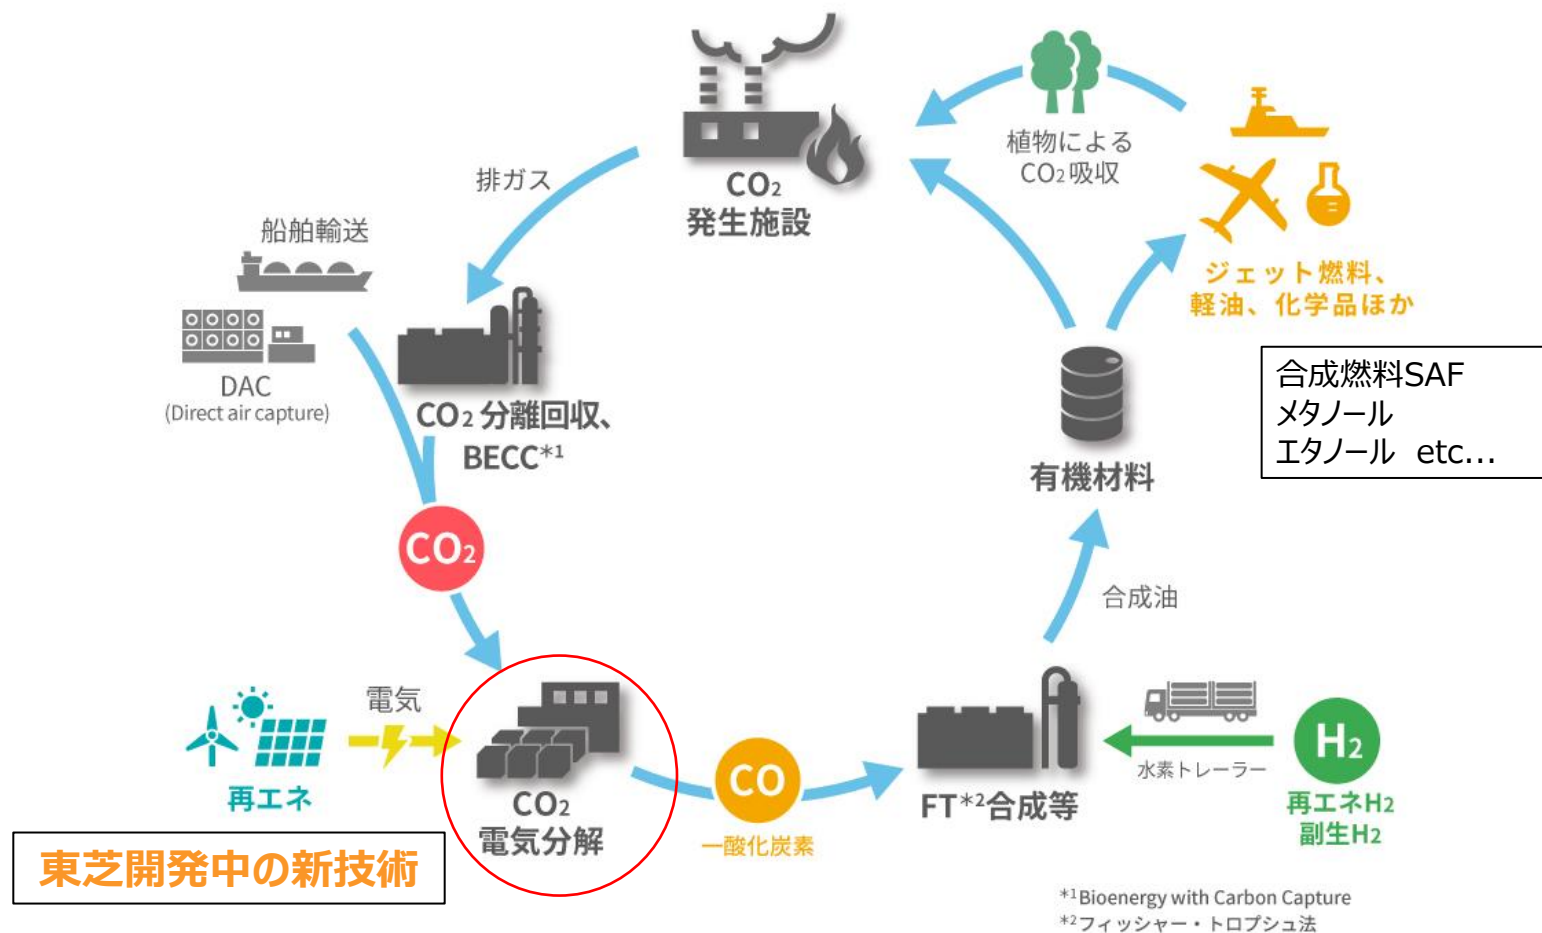 CO2
発生施設
排ガス
植物による
CO2吸収
船舶輸送
DAC
(Direct air capture)
CO2 分離回収、
BECC*1
ジェット燃料、
軽油、化学品ほか
合成燃料SAF
メタノール
エタノール etc…
有機材料
CO2
合成油
電気
再エネ
CO2
電気分解
CO
一酸化炭素
FT*2合成等
水素トレーラー
H2
再エネH2
副生H2
東芝開発中の新技術
*1Bioenergy with Carbon Capture
*2フィッシャー・トロプシュ法